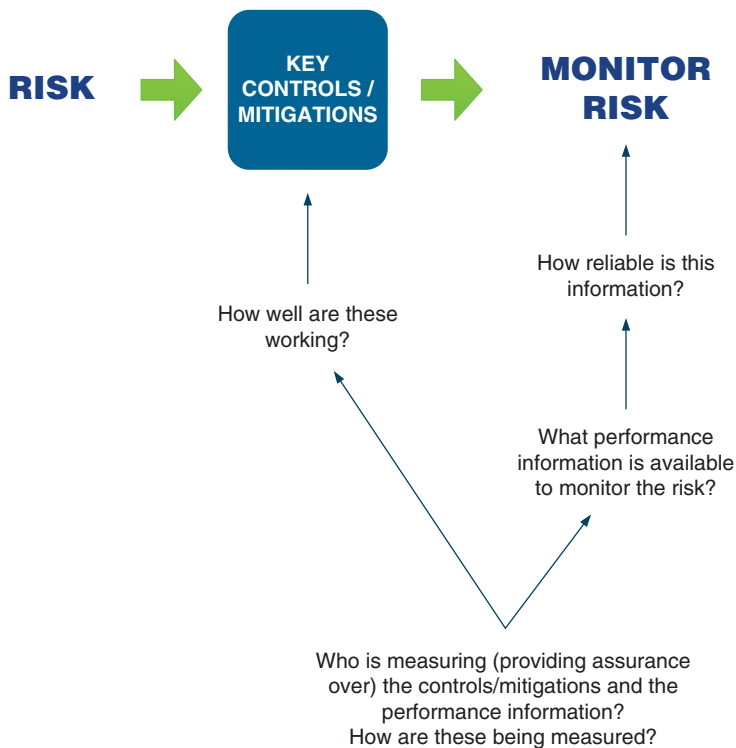 RISK
KEY
CONTROLS /
MITIGATIONS
MONITOR
RISK
How well are these
working?
How reliable is this
information?
What performance
information is available
to monitor the risk?
Who is measuring (providing assurance
over) the controls/mitigations and the
performance information?
How are these being measured?